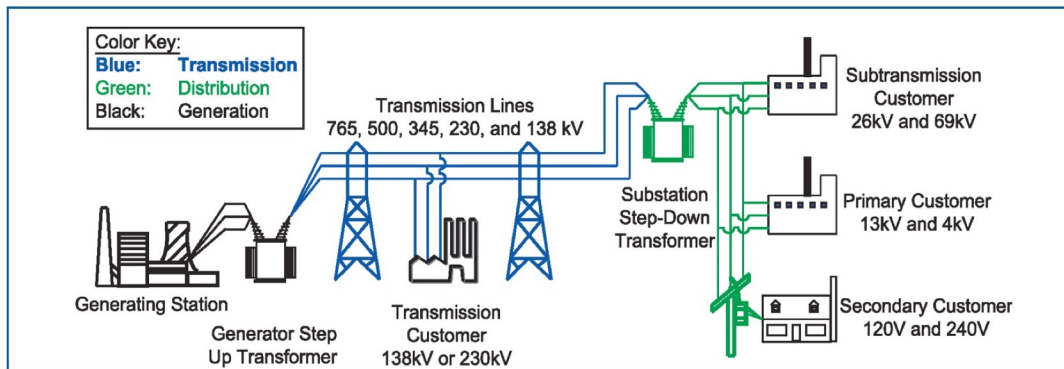 Color Key:
Blue: Transmission
Green: Distribution
Black: Generation
Transmission Lines
765, 500, 345, 230, and 138 kV
Subtransmission
Customer
26kV and 69kV
Substation
Step-Down
Transformer
Primary Customer
13kV and 4kV
Generating Station
Generator Step
Up Transformer
Transmission
Customer
138kV or 230kV
Secondary Customer
120V and 240V